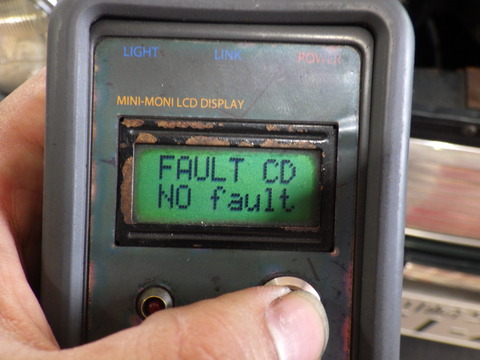 LIGHT LINK POWER
MINI-MONI LCD DISPLAY
FAULT CD
NO fault